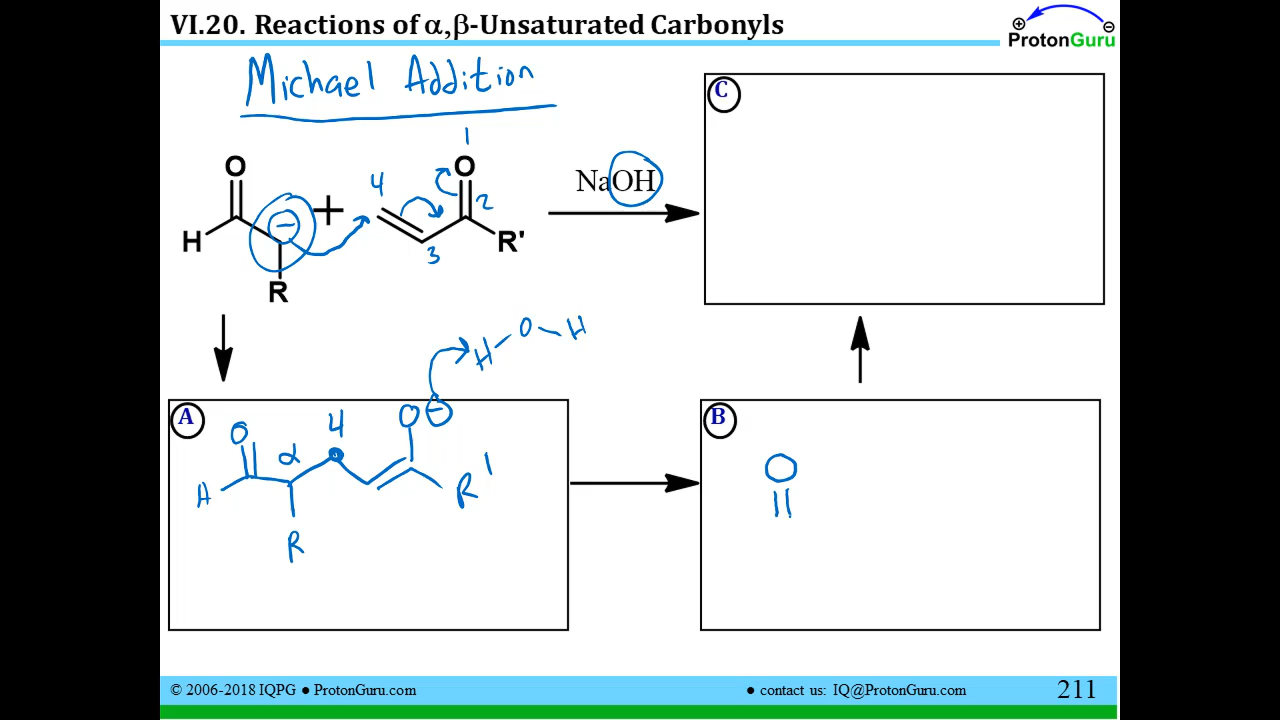 VI.20. Reactions of α,β-Unsaturated Carbonyls
⊕ ⊖
ProtonGuru
Michael Addition
C
1
O
O
4
NaOH
2
− +
H
R'
3
R
H O H
A
O
4
O ⊖
α
H
R
R'
B
O
© 2006-2018 IQPG ● ProtonGuru.com
● contact us: IQ@ProtonGuru.com
211